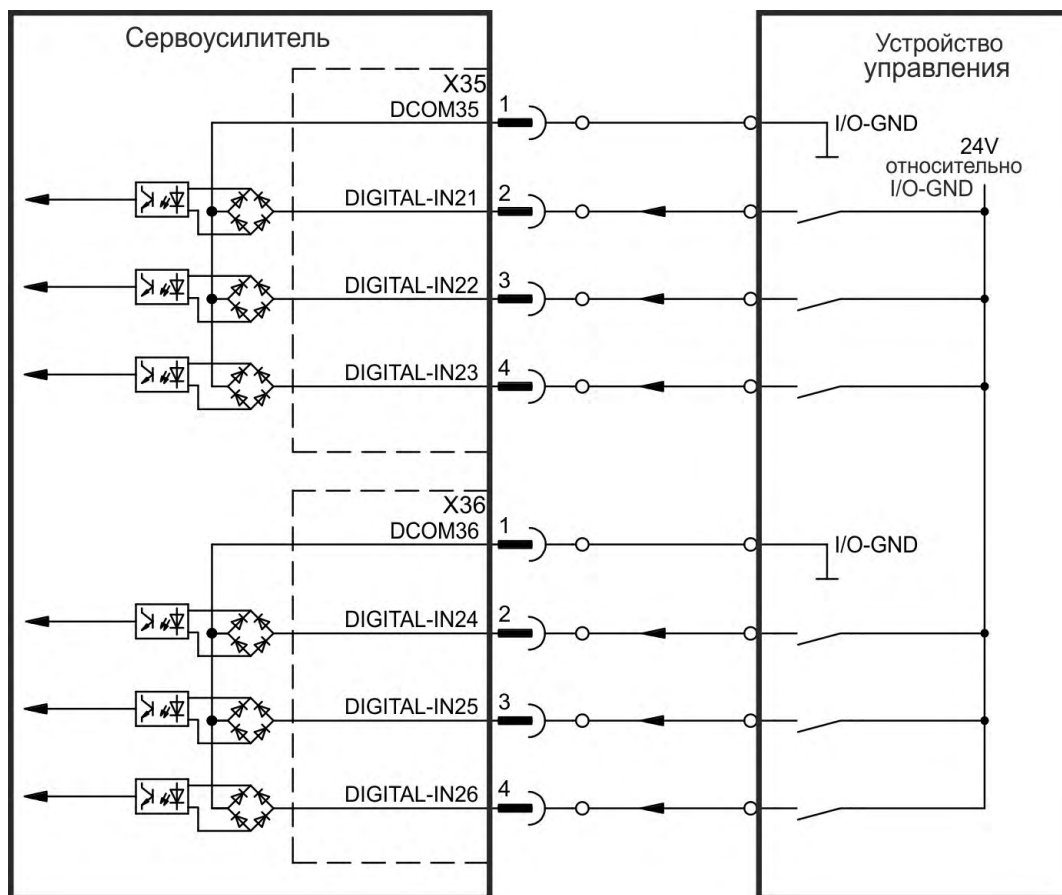 Сервоусилитель
Устройство
управления
X35
DCOM35
1
I/O-GND
24V
относительно
I/O-GND
DIGITAL-IN21
2
DIGITAL-IN22
3
DIGITAL-IN23
4
X36
DCOM36
1
I/O-GND
DIGITAL-IN24
2
DIGITAL-IN25
3
DIGITAL-IN26
4